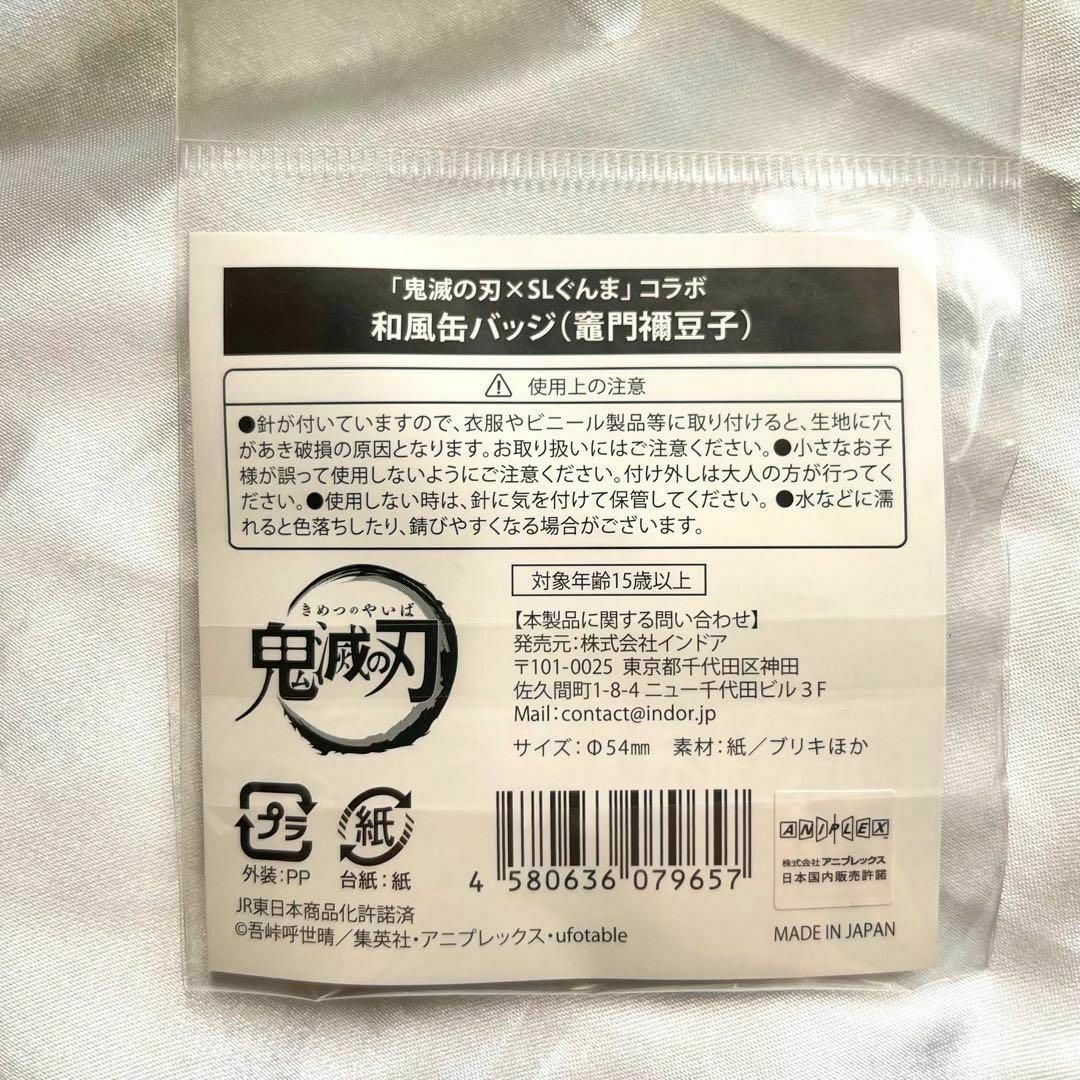 「鬼滅の刃×SLぐんま」コラボ
和風缶バッジ(竈門禰豆子)
使用上の注意
●針が付いていますので、衣服やビニール製品等に取り付けると、生地に穴
があき破損の原因となります。お取り扱いにはご注意ください。●小さなお子
様が誤って使用しないようにご注意ください。付け外しは大人の方が行ってく
ださい。●使用しない時は、針に気を付けて保管してください。●水などに濡
れると色落ちしたり、錆びやすくなる場合がございます。
きめつのやいば
鬼滅の刃
対象年齢15歳以上
【本製品に関する問い合わせ】
発売元:株式会社インドア
〒101-0025 東京都千代田区神田
佐久間町1-8-4 ニュー千代田ビル3F
Mail:contact@indor.jp
サイズ:Φ54㎜ 素材:紙/ブリキほか
プラ
外装:PP
紙
台紙:紙
4 580636 079657
ANIPLEX
株式会社アニプレックス
日本国内販売許諾
JR東日本商品化許諾済
©吾峠呼世晴/集英社・アニプレックス・ufotable
MADE IN JAPAN